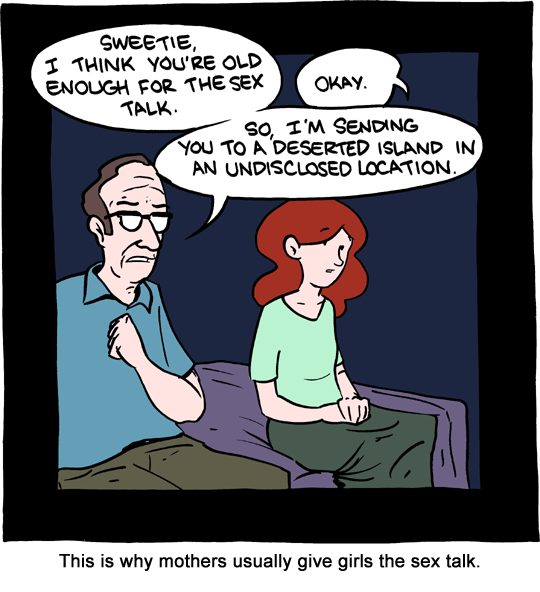 SWEETIE,
I THINK YOU'RE OLD
ENOUGH FOR THE SEX
TALK.
OKAY.
SO, I'M SENDING
YOU TO A DESERTED ISLAND IN
AN UNDISCLOSED LOCATION.
This is why mothers usually give girls the sex talk.